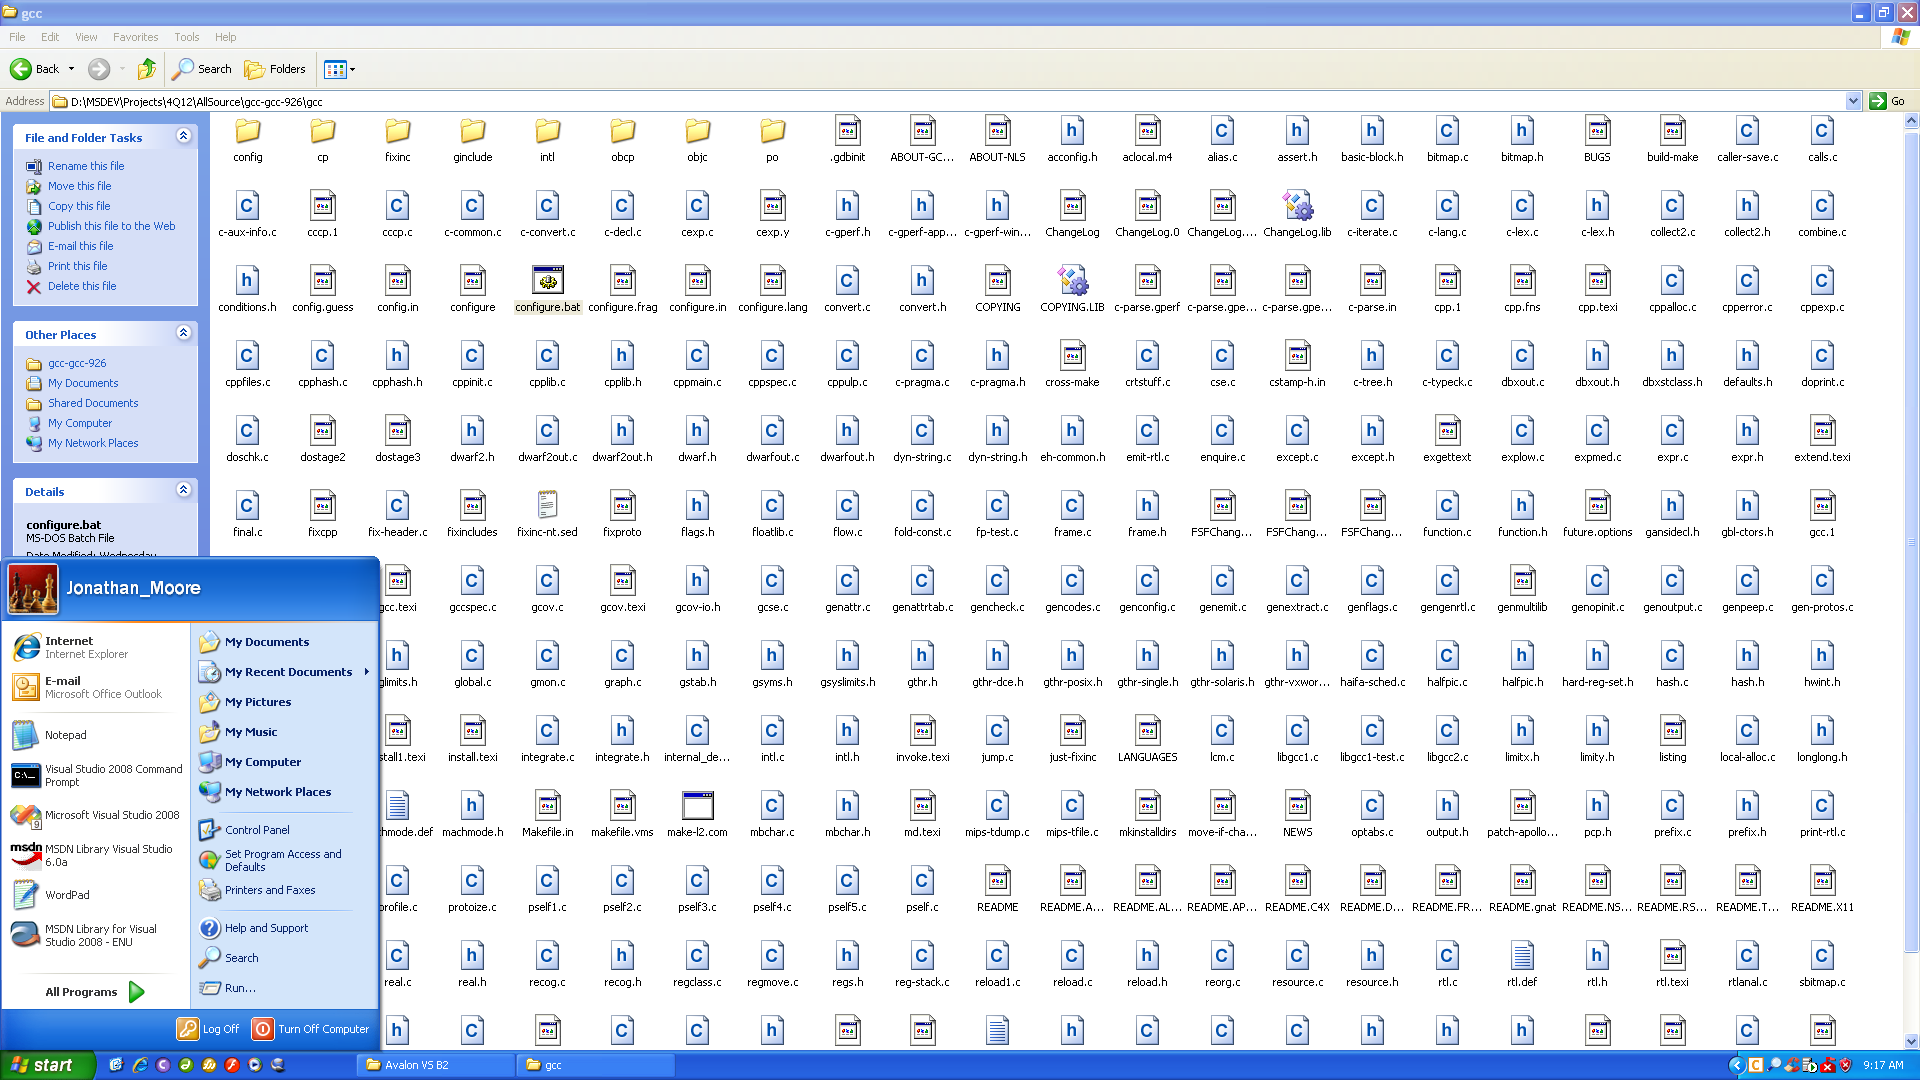 gcc
File Edit View Favorites Tools Help
Back Search Folders
Address D:\MSDEV\Projects\4Q12\AllSource\gcc-gcc-926\gcc Go
File and Folder Tasks
Rename this file
Move this file
Copy this file
Publish this file to the Web
E-mail this file
Print this file
Delete this file
Other Places
gcc-gcc-926
My Documents
Shared Documents
My Computer
My Network Places
Details
configure.bat
MS-DOS Batch File
Date Modified: Wednesday,
config cp fixinc ginclude intl obcp objc po .gdbinit ABOUT-GC... ABOUT-NLS acconfig.h aclocal.m4 alias.c assert.h basic-block.h bitmap.c bitmap.h BUGS build-make caller-save.c calls.c
c-aux-info.c cccp.1 cccp.c c-common.c c-convert.c c-decl.c cexp.c cexp.y c-gperf.h c-gperf-app... c-gperf-win... ChangeLog ChangeLog.0 ChangeLog.... ChangeLog.lib c-iterate.c c-lang.c c-lex.c c-lex.h collect2.c collect2.h combine.c
conditions.h config.guess config.in configure configure.bat configure.frag configure.in configure.lang convert.c convert.h COPYING COPYING.LIB c-parse.gperf c-parse.gpe... c-parse.gpe... c-parse.in cpp.1 cpp.fns cpp.texi cppalloc.c cpperror.c cppexp.c
cppfiles.c cpphash.c cpphash.h cppinit.c cpplib.c cpplib.h cppmain.c cppspec.c cppulp.c c-pragma.c c-pragma.h cross-make crtstuff.c cse.c cstamp-h.in c-tree.h c-typeck.c dbxout.c dbxout.h dbxstclass.h defaults.h doprint.c
doschk.c dostage2 dostage3 dwarf2.h dwarf2out.c dwarf2out.h dwarf.h dwarfout.c dwarfout.h dyn-string.c dyn-string.h eh-common.h emit-rtl.c enquire.c except.c except.h exgettext explow.c expmed.c expr.c expr.h extend.texi
final.c fixcpp fix-header.c fixincludes fixinc-nt.sed fixproto flags.h floatlib.c flow.c fold-const.c fp-test.c frame.c frame.h FSFChang... FSFChang... FSFChang... function.c function.h future.options gansidecl.h gbl-ctors.h gcc.1
gcc.texi gccspec.c gcov.c gcov.texi gcov-io.h gcse.c genattr.c genattrtab.c gencheck.c gencodes.c genconfig.c genemit.c genextract.c genflags.c gengenrtl.c genmultilib genopinit.c genoutput.c genpeep.c gen-protos.c
glimits.h global.c gmon.c graph.c gstab.h gsyms.h gsyslimits.h gthr.h gthr-dce.h gthr-posix.h gthr-single.h gthr-solaris.h gthr-vxwor... haifa-sched.c halfpic.c halfpic.h hard-reg-set.h hash.c hash.h hwint.h
stall1.texi install.texi integrate.c integrate.h internal_de... intl.c intl.h invoke.texi jump.c just-fixinc LANGUAGES lcm.c libgcc1.c libgcc1-test.c libgcc2.c limitx.h limity.h listing local-alloc.c longlong.h
chmode.def machmode.h Makefile.in makefile.vms make-l2.com mbchar.c mbchar.h md.texi mips-tdump.c mips-tfile.c mkinstalldirs move-if-cha... NEWS optabs.c output.h patch-apollo... pcp.h prefix.c prefix.h print-rtl.c
profile.c protoize.c pself1.c pself2.c pself3.c pself4.c pself5.c pself.c README README.A... README.AL... README.AP... README.C4X README.D... README.FR... README.gnat README.NS... README.RS... README.T... README.X11
real.c real.h recog.c recog.h regclass.c regmove.c regs.h reg-stack.c reload1.c reload.c reload.h reorg.c resource.c resource.h rtl.c rtl.def rtl.h rtl.texi rtlanal.c sbitmap.c
Jonathan_Moore
Internet
Internet Explorer
E-mail
Microsoft Office Outlook
Notepad
Visual Studio 2008 Command
Prompt
Microsoft Visual Studio 2008
MSDN Library Visual Studio
6.0a
WordPad
MSDN Library for Visual
Studio 2008 - ENU
All Programs
My Documents
My Recent Documents
My Pictures
My Music
My Computer
My Network Places
Control Panel
Set Program Access and
Defaults
Printers and Faxes
Help and Support
Search
Run...
Log Off Turn Off Computer
start Avalon VS B2 gcc 9:17 AM